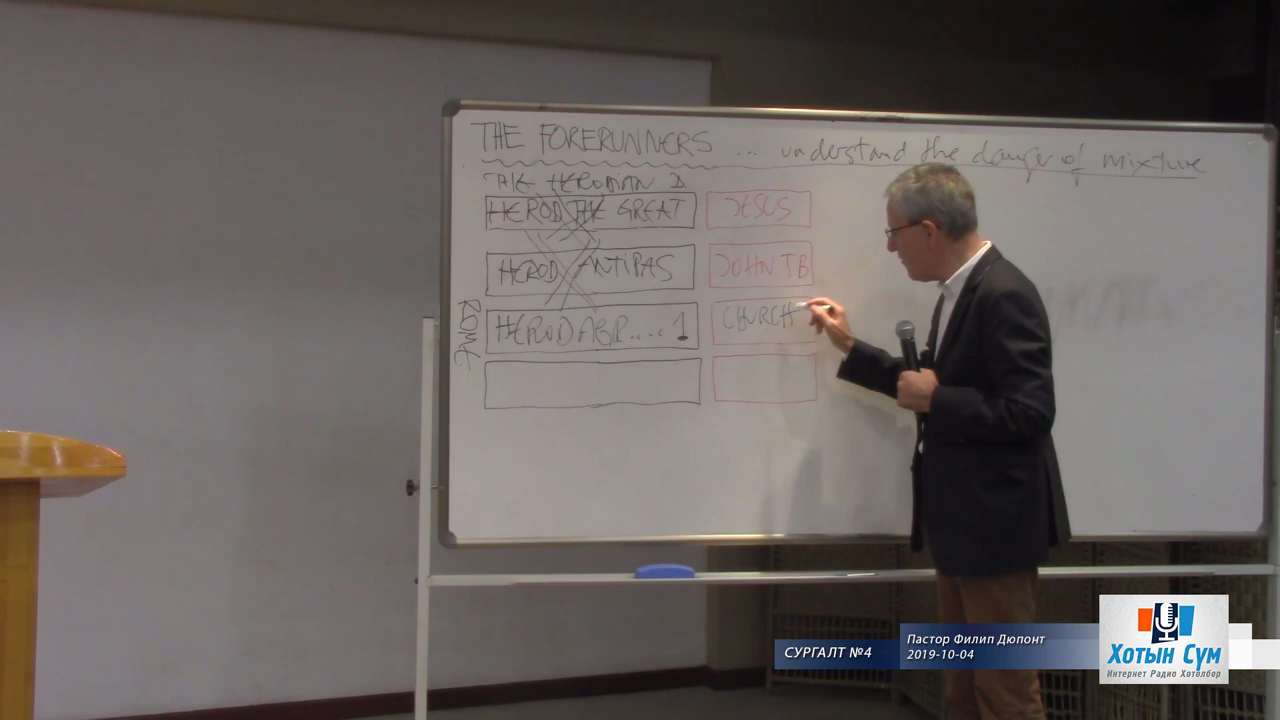 THE FORERUNNERS ... understand the danger of mixture
THE HERODIAN
HEROD THE GREAT JESUS
HEROD ANTIPAS JOHN TB
ROME HEROD AGR.... 1 CHURCH
СУРГАЛТ №4
Пастор Филип Дюпонт
2019-10-04
Хотын Сүм
Интернет Радио Хөтөлбөр